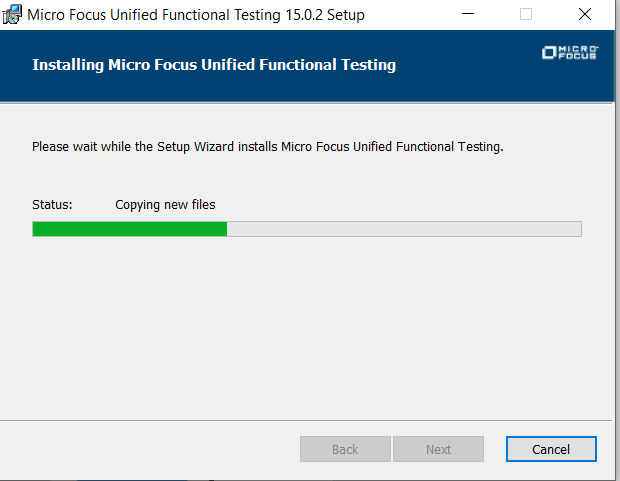 Micro Focus Unified Functional Testing 15.0.2 Setup
Installing Micro Focus Unified Functional Testing
MICRO
FOCUS
Please wait while the Setup Wizard installs Micro Focus Unified Functional Testing.
Status: Copying new files
Back Next Cancel